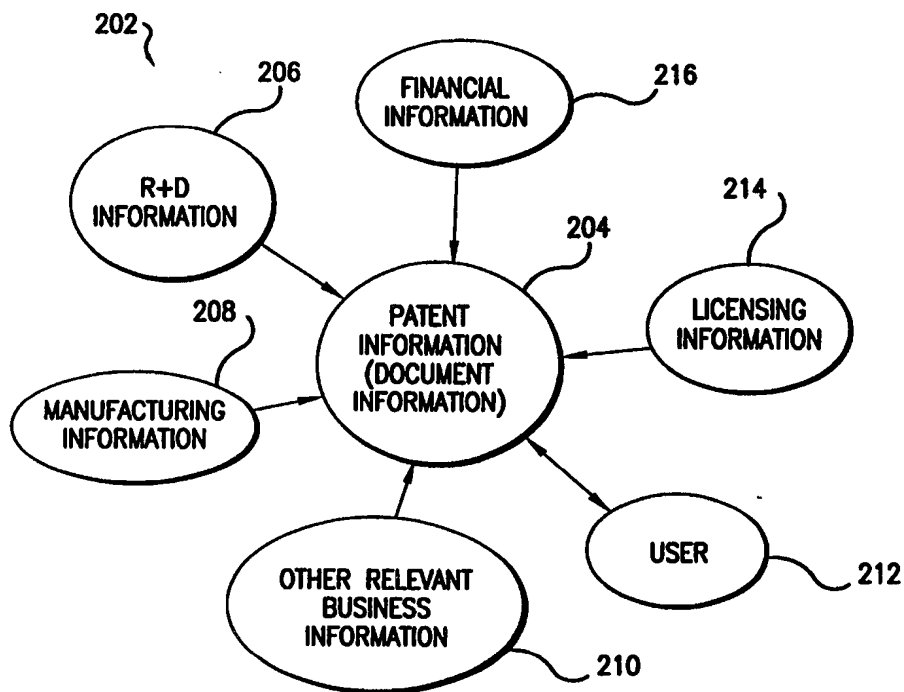 202
206
FINANCIAL
INFORMATION
216
R+D
INFORMATION
214
204
LICENSING
INFORMATION
208
PATENT
INFORMATION
(DOCUMENT
INFORMATION)
MANUFACTURING
INFORMATION
USER
212
OTHER RELEVANT
BUSINESS
INFORMATION
210